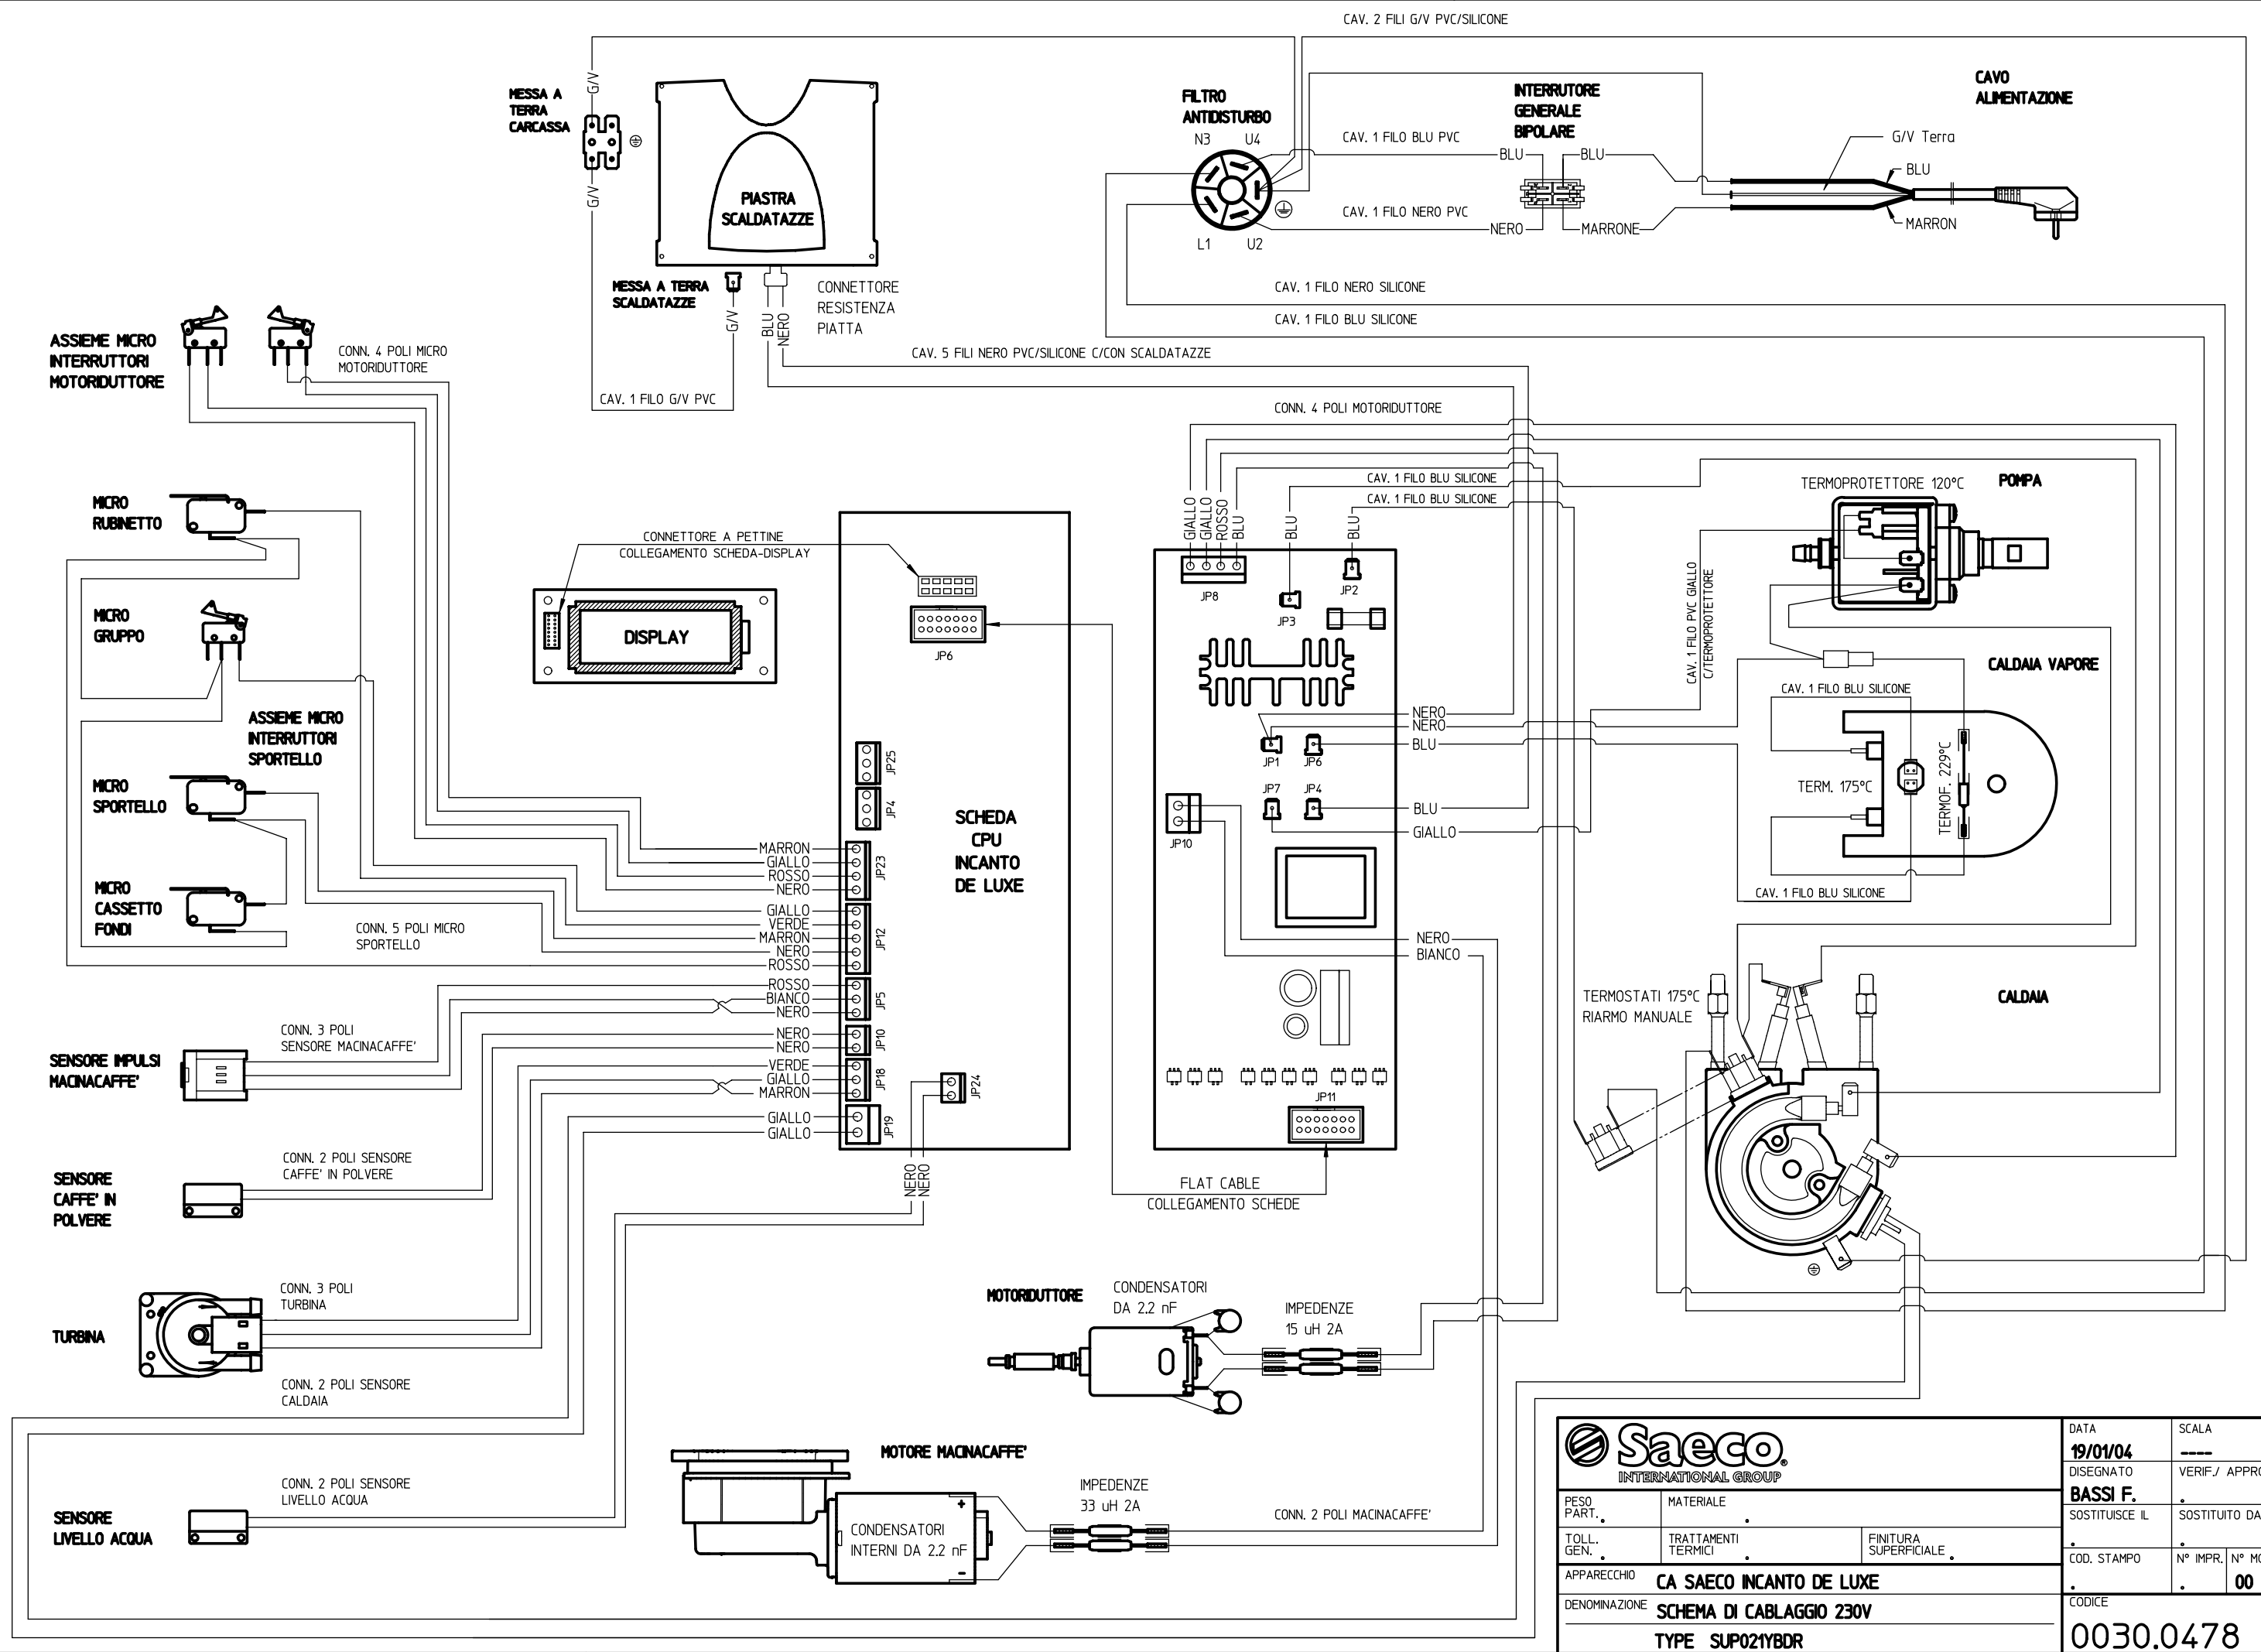 CAV. 2 FILI G/V PVC/SILICONE
MESSA A
TERRA
CARCASSA
G/V
G/V
PIASTRA
SCALDATAZZE
MESSA A TERRA
SCALDATAZZE
CONNETTORE
RESISTENZA
PIATTA
G/V
BLU
NERO
CAV. 1 FILO G/V PVC
FILTRO
ANTIDISTURBO
N3
U4
L1
U2
CAV. 1 FILO BLU PVC
CAV. 1 FILO NERO PVC
INTERRUTORE
GENERALE
BIPOLARE
BLU
BLU
NERO
MARRONE
CAVO
ALIMENTAZIONE
G/V Terra
BLU
MARRON
CAV. 1 FILO NERO SILICONE
CAV. 1 FILO BLU SILICONE
CAV. 5 FILI NERO PVC/SILICONE C/CON SCALDATAZZE
CONN. 4 POLI MOTORIDUTTORE
ASSIEME MICRO
INTERRUTTORI
MOTORIDUTTORE
CONN. 4 POLI MICRO
MOTORIDUTTORE
MICRO
RUBINETTO
MICRO
GRUPPO
ASSIEME MICRO
INTERRUTTORI
SPORTELLO
MICRO
SPORTELLO
MICRO
CASSETTO
FONDI
CONN. 5 POLI MICRO
SPORTELLO
CONNETTORE A PETTINE
COLLEGAMENTO SCHEDA-DISPLAY
DISPLAY
JP6
JP25
JP4
SCHEDA
CPU
INCANTO
DE LUXE
MARRON
GIALLO
ROSSO
NERO
JP23
GIALLO
VERDE
MARRON
NERO
ROSSO
JP12
ROSSO
BIANCO
NERO
JP5
NERO
NERO
JP10
VERDE
GIALLO
MARRON
JP18
GIALLO
GIALLO
JP19
JP24
NERO
NERO
CAV. 1 FILO BLU SILICONE
CAV. 1 FILO BLU SILICONE
GIALLO
GIALLO
ROSSO
BLU
BLU
BLU
JP8
JP3
JP2
NERO
NERO
BLU
JP1
JP6
JP7
JP4
BLU
GIALLO
JP10
NERO
BIANCO
JP11
FLAT CABLE
COLLEGAMENTO SCHEDE
TERMOPROTETTORE 120°C
POMPA
CAV. 1 FILO PVC GIALLO
C/TERMOPROTETTORE
CALDAIA VAPORE
CAV. 1 FILO BLU SILICONE
TERM. 175°C
TERMOF. 229°C
CAV. 1 FILO BLU SILICONE
TERMOSTATI 175°C
RIARMO MANUALE
CALDAIA
SENSORE IMPULSI
MACINACAFFE'
CONN. 3 POLI
SENSORE MACINACAFFE'
SENSORE
CAFFE' IN
POLVERE
CONN. 2 POLI SENSORE
CAFFE' IN POLVERE
TURBINA
CONN. 3 POLI
TURBINA
CONN. 2 POLI SENSORE
CALDAIA
SENSORE
LIVELLO ACQUA
CONN. 2 POLI SENSORE
LIVELLO ACQUA
MOTORIDUTTORE
CONDENSATORI
DA 2.2 nF
IMPEDENZE
15 uH 2A
MOTORE MACINACAFFE'
+
CONDENSATORI
INTERNI DA 2.2 nF
-
IMPEDENZE
33 uH 2A
CONN. 2 POLI MACINACAFFE'
Saeco®
INTERNATIONAL GROUP
DATA
19/01/04
SCALA
----
DISEGNATO
BASSI F.
VERIF./ APPRO
.
PESO
PART. .
MATERIALE
.
SOSTITUISCE IL
.
SOSTITUITO DA
.
TOLL.
GEN. .
TRATTAMENTI
TERMICI .
FINITURA
SUPERFICIALE .
COD. STAMPO
.
N° IMPR.
.
N° MO
00
APPARECCHIO CA SAECO INCANTO DE LUXE
DENOMINAZIONE SCHEMA DI CABLAGGIO 230V
TYPE SUP021YBDR
CODICE
0030.0478